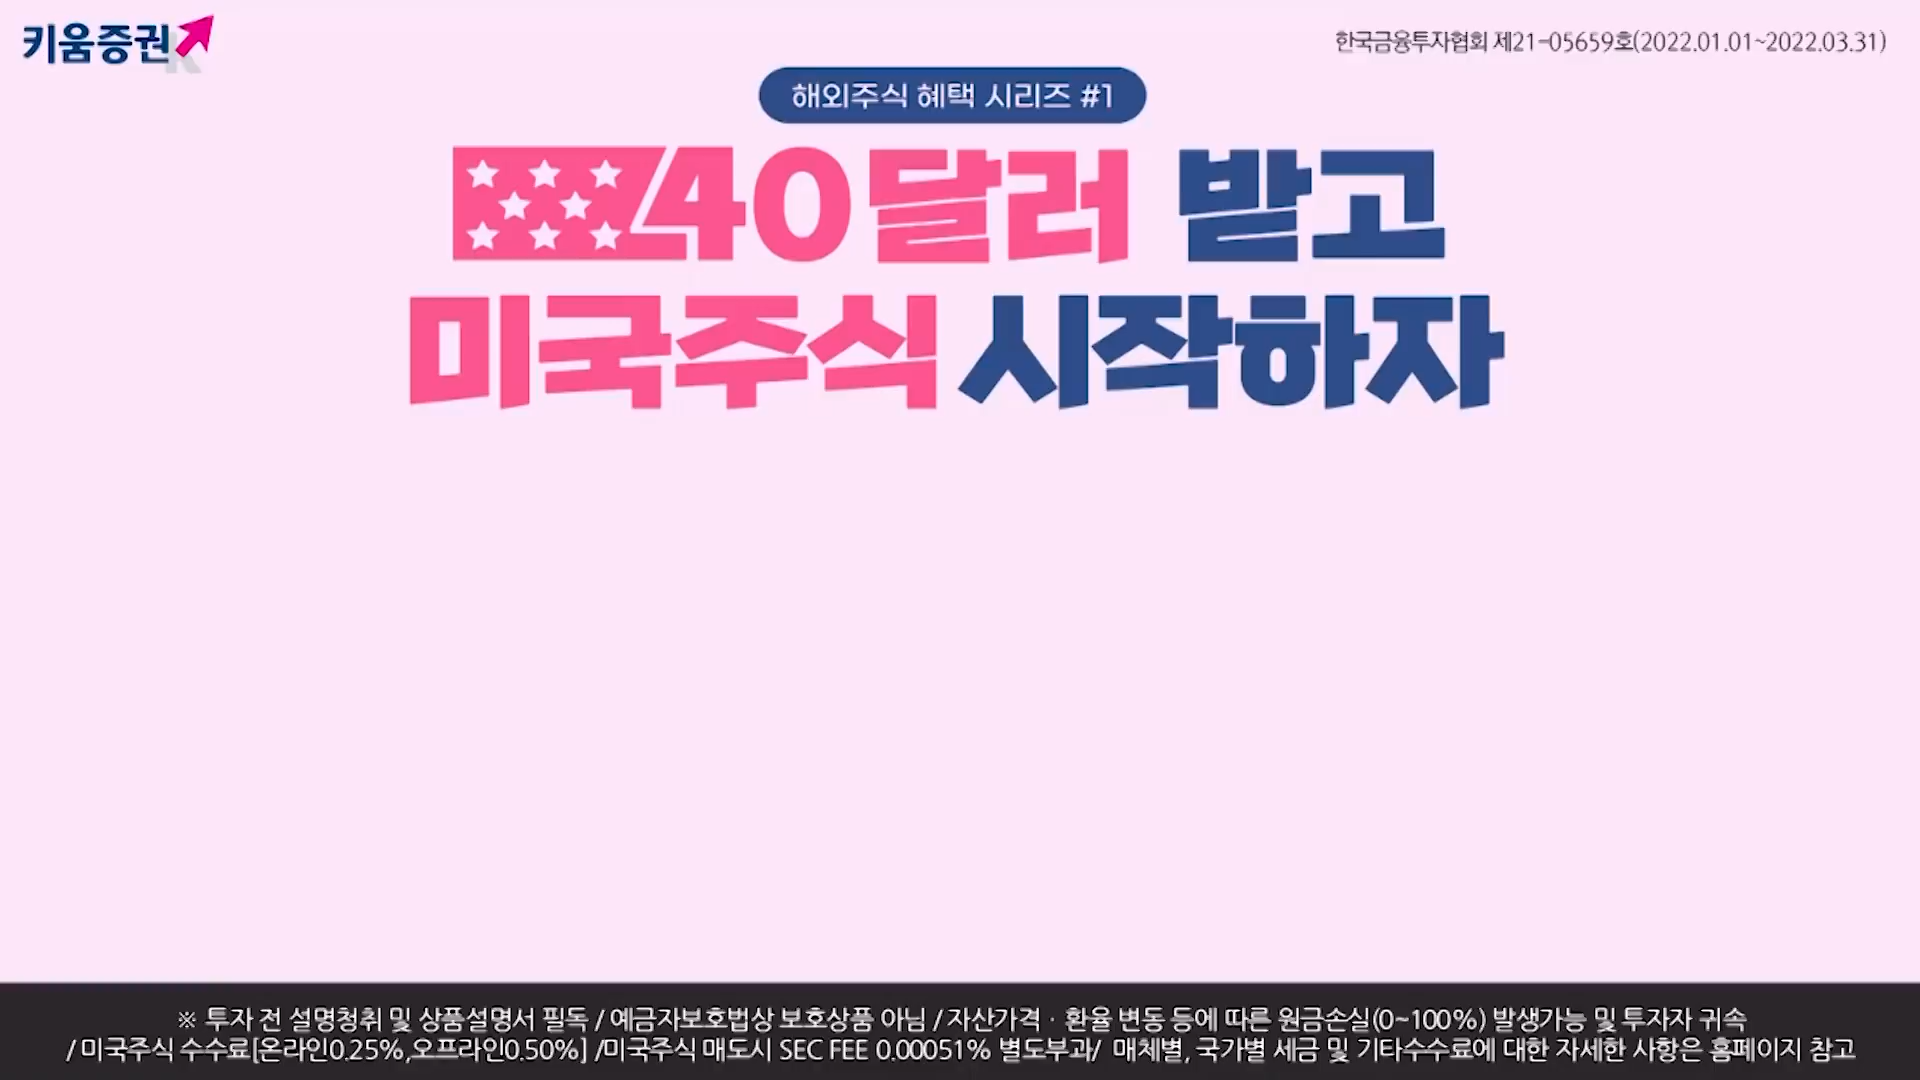 키움증권
한국금융투자협회 제21-05659호(2022.01.01~2022.03.31)
해외주식 혜택 시리즈 #1
40달러 받고
미국주식 시작하자
※ 투자 전 설명청취 및 상품설명서 필독 / 예금자보호법상 보호상품 아님 / 자산가격 · 환율 변동 등에 따른 원금손실(0~100%) 발생가능 및 투자자 귀속
/ 미국주식 수수료[온라인0.25%,오프라인0.50%] /미국주식 매도시 SEC FEE 0.00051% 별도부과/ 매체별, 국가별 세금 및 기타수수료에 대한 자세한 사항은 홈페이지 참고